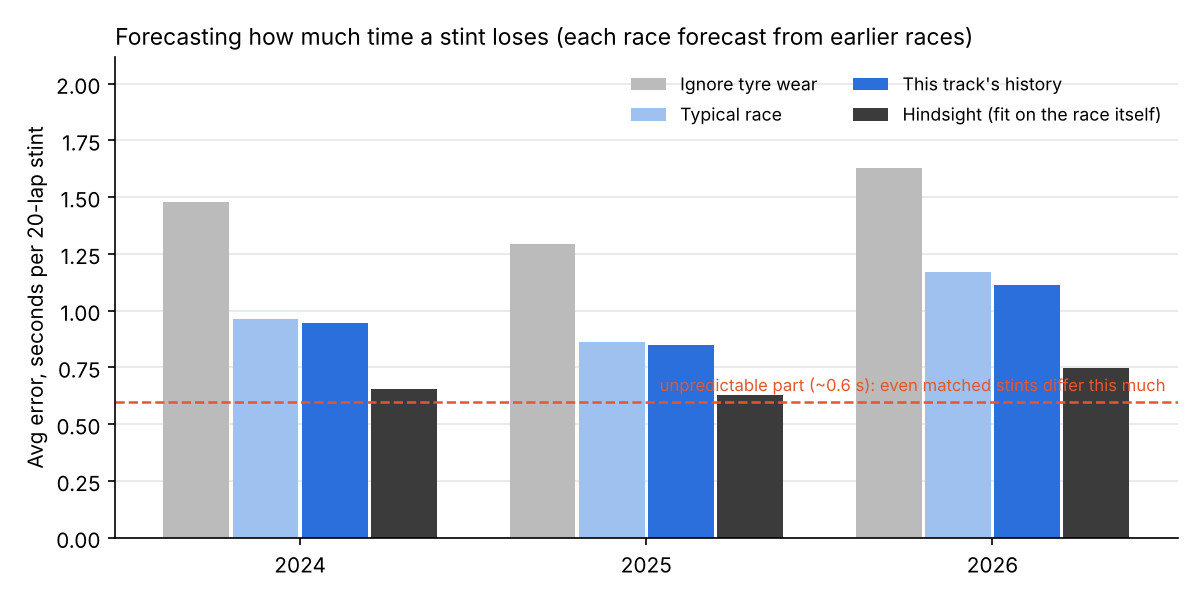 Forecasting how much time a stint loses (each race forecast from earlier races)
Ignore tyre wear
Typical race
This track's history
Hindsight (fit on the race itself)
Avg error, seconds per 20-lap stint
2.00
1.75
1.50
1.25
1.00
0.75
0.50
0.25
0.00
unpredictable part (~0.6 s): even matched stints differ this much
2024
2025
2026